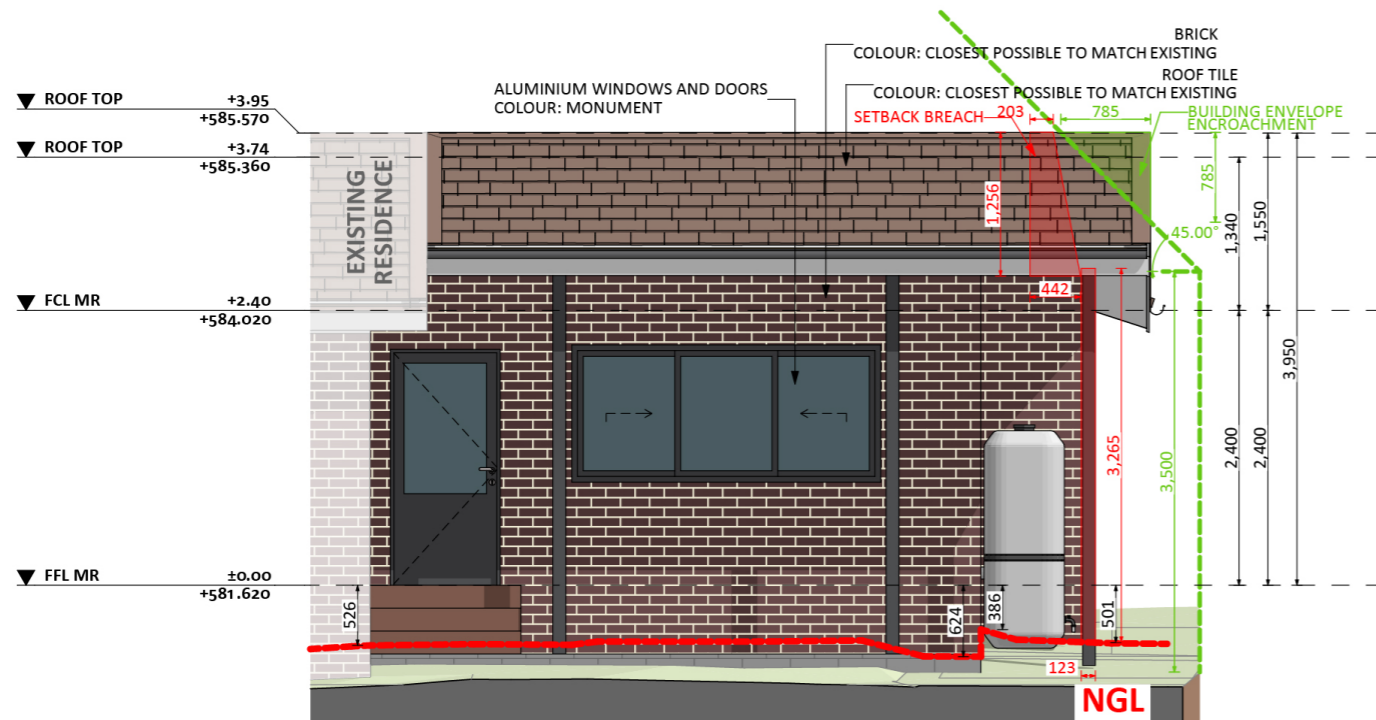 BRICK
COLOUR: CLOSEST POSSIBLE TO MATCH EXISTING
ROOF TILE
COLOUR: CLOSEST POSSIBLE TO MATCH EXISTING
ALUMINIUM WINDOWS AND DOORS
COLOUR: MONUMENT
SETBACK BREACH
203
785
BUILDING ENVELOPE
ENCROACHMENT
ROOF TOP +3.95
+585.570
ROOF TOP +3.74
+585.360
EXISTING
RESIDENCE
1,256
785
45.00°
1,340
1,550
442
FCL MR +2.40
+584.020
3,265
3,500
2,400
2,400
3,950
FFL MR ±0.00
+581.620
526
624
386
501
123
NGL